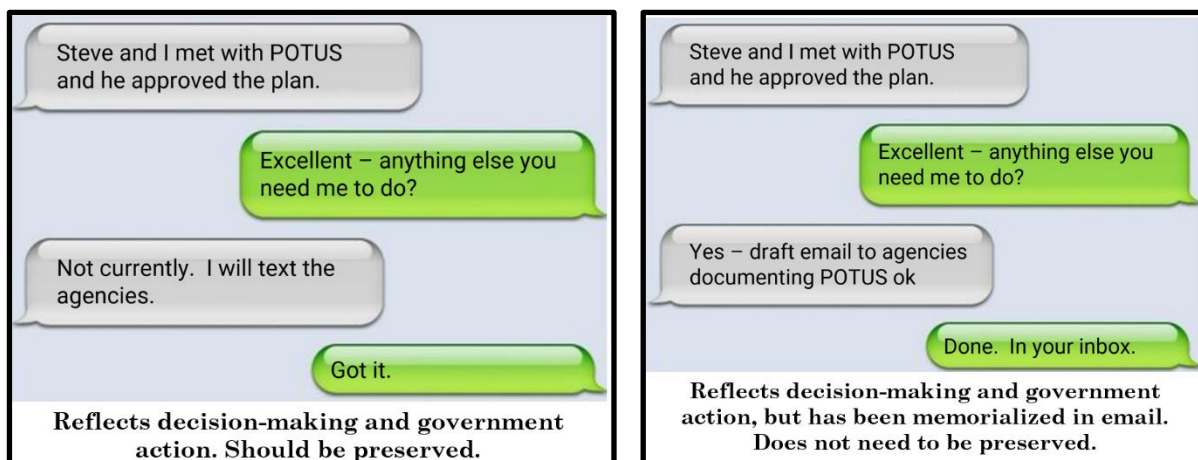 Steve and I met with POTUS
and he approved the plan.
Excellent – anything else you
need me to do?
Not currently.  I will text the
agencies.
Got it.
Reflects decision-making and government
action. Should be preserved.
Steve and I met with POTUS
and he approved the plan.
Excellent – anything else you
need me to do?
Yes – draft email to agencies
documenting POTUS ok
Done.  In your inbox.
Reflects decision-making and government
action, but has been memorialized in email.
Does not need to be preserved.